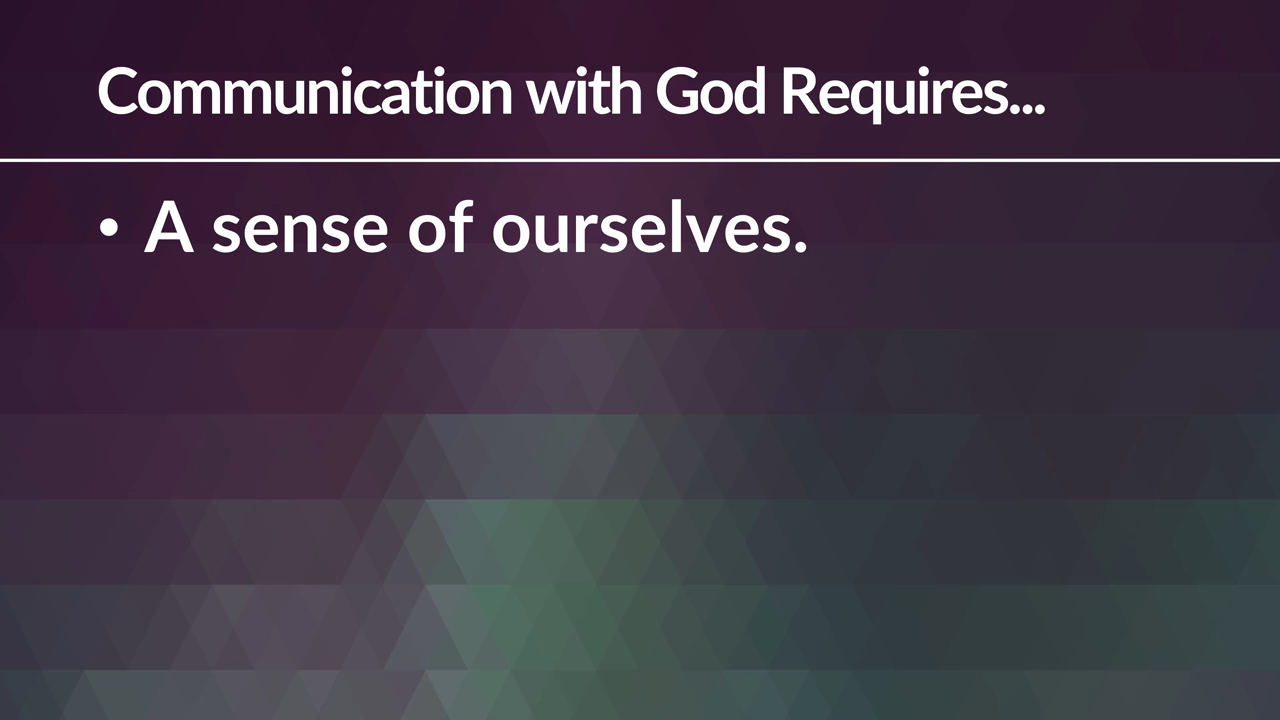 Communication with God Requires...
• A sense of ourselves.